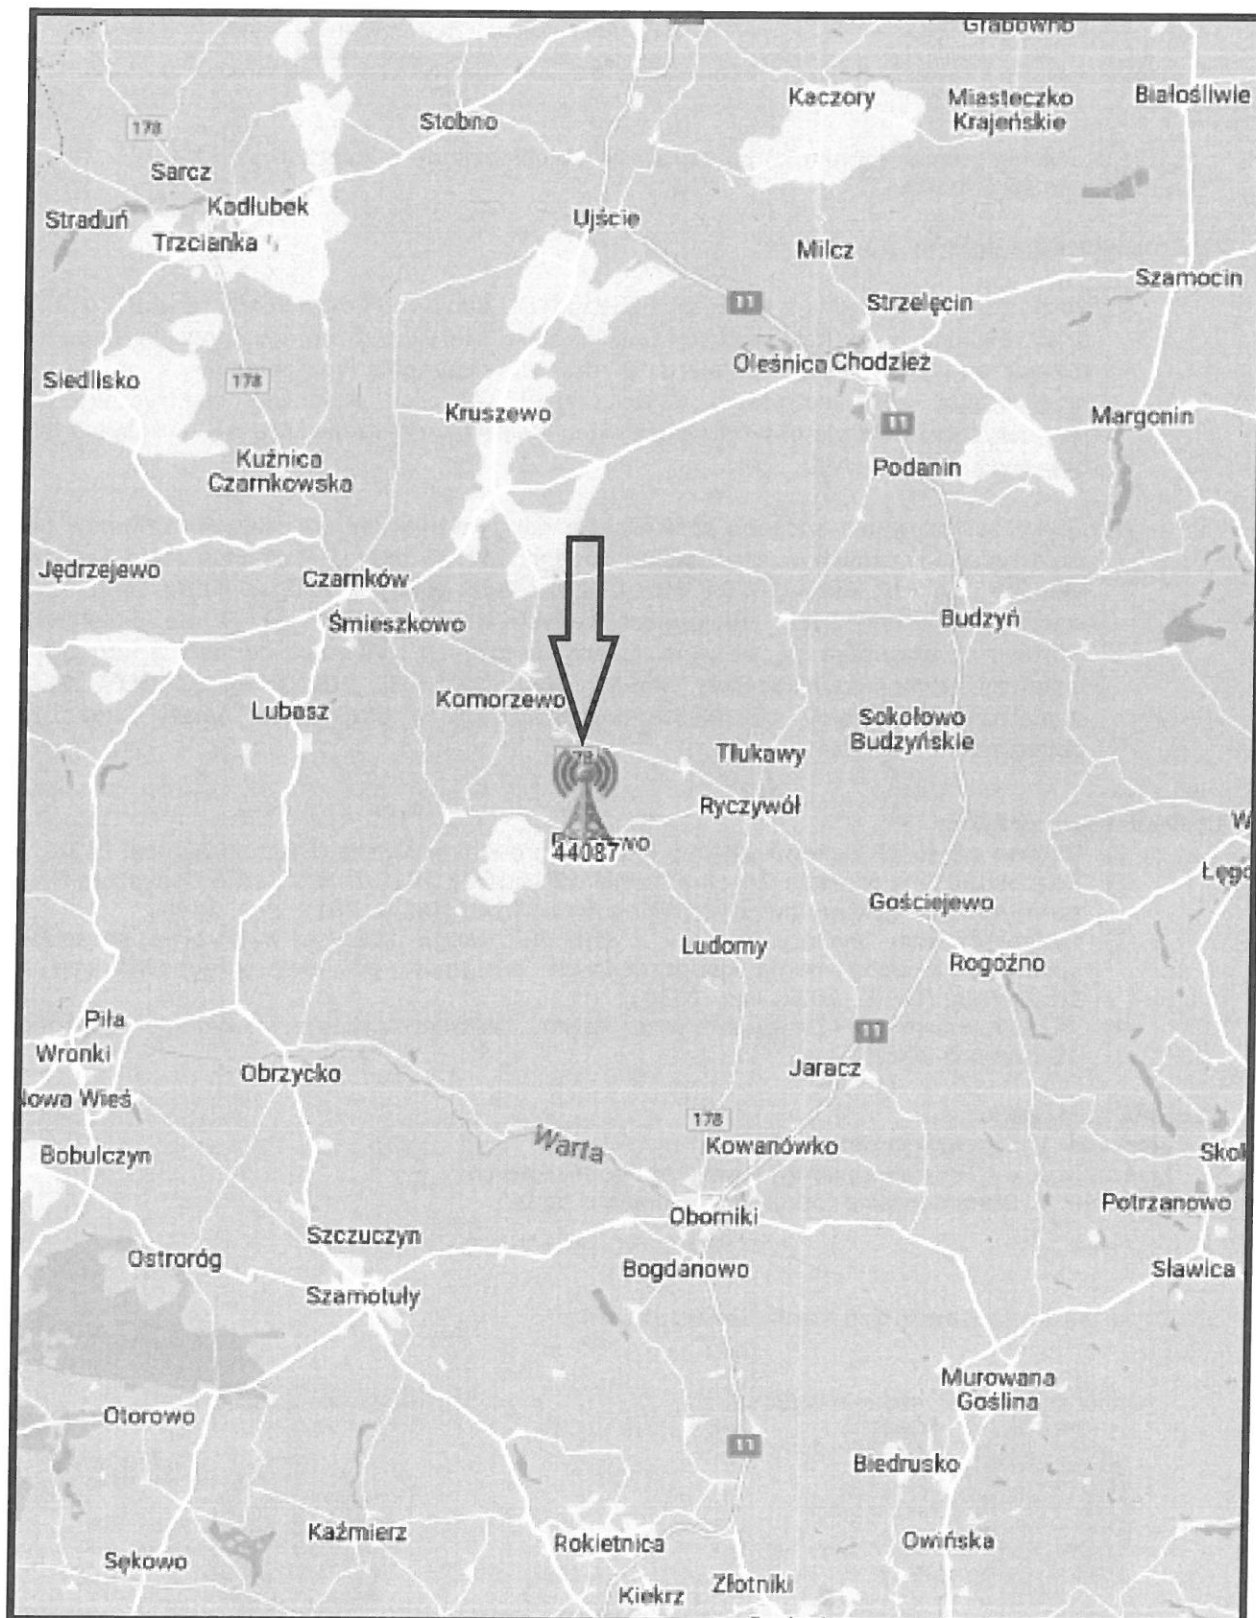 Grabówno
Kaczory
Miasteczko
Krajeńskie
Białośliwie
178
Stobno
Sarcz
Straduń
Kadłubek
Trzcianka
Ujście
Milcz
Szamocin
11
Strzelęcin
Siedlisko
178
Oleśnica
Chodzież
Kruszewo
11
Margonin
Kuźnica
Czarnkowska
Podanin
Jędrzejewo
Czarnków
Śmieszkowo
Budzyń
Komorzewo
Lubasz
Sokołowo
Budzyńskie
Tłukawy
Ryczywół
44087
Gościejewo
Ludomy
Rogoźno
Piła
11
Wronki
Obrzycko
Jaracz
Nowa Wieś
178
Warta
Kowanówko
Bobulczyn
Skok
Potrzanowo
Oborniki
Szczuczyn
Ostroróg
Bogdanowo
Sławica
Szamotuły
Murowana
Goślina
Otorowo
11
Biedrusko
Kaźmierz
Rokietnica
Owińska
Sękowo
Złotniki
Kiekrz